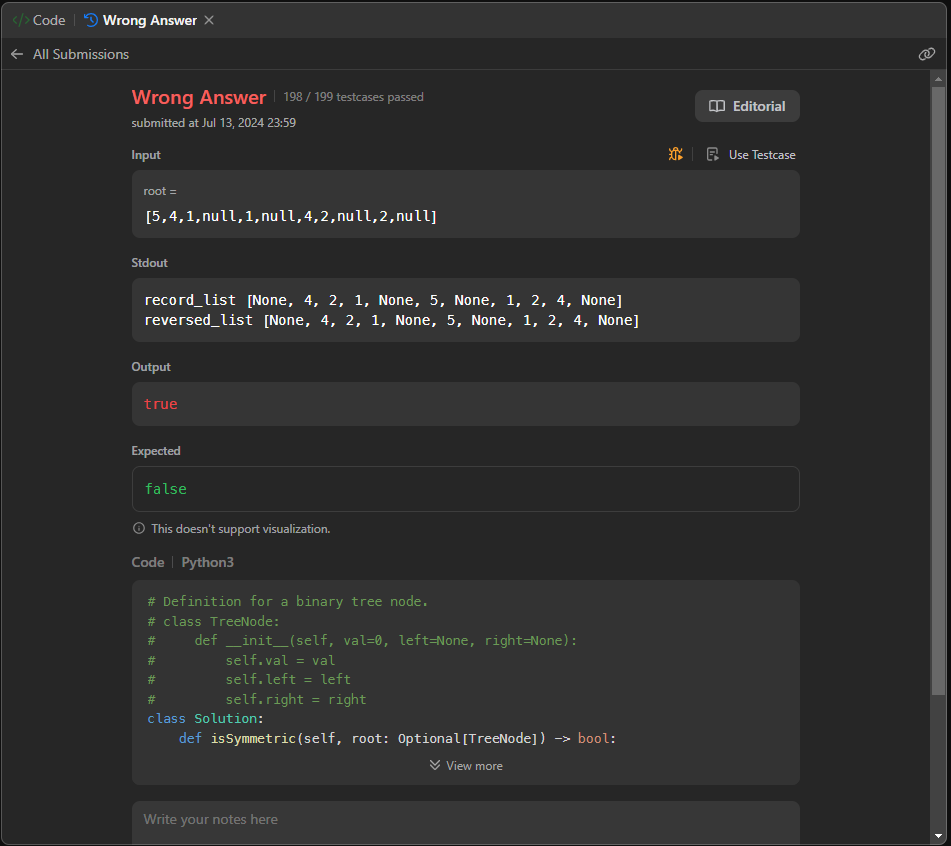 </> Code | Wrong Answer ×
← All Submissions
Wrong Answer | 198 / 199 testcases passed
submitted at Jul 13, 2024 23:59
Editorial
Input
Use Testcase
root =
[5,4,1,null,1,null,4,2,null,2,null]
Stdout
record_list [None, 4, 2, 1, None, 5, None, 1, 2, 4, None]
reversed_list [None, 4, 2, 1, None, 5, None, 1, 2, 4, None]
Output
true
Expected
false
This doesn't support visualization.
Code | Python3
# Definition for a binary tree node.
# class TreeNode:
#     def __init__(self, val=0, left=None, right=None):
#         self.val = val
#         self.left = left
#         self.right = right
class Solution:
    def isSymmetric(self, root: Optional[TreeNode]) -> bool:
View more
Write your notes here